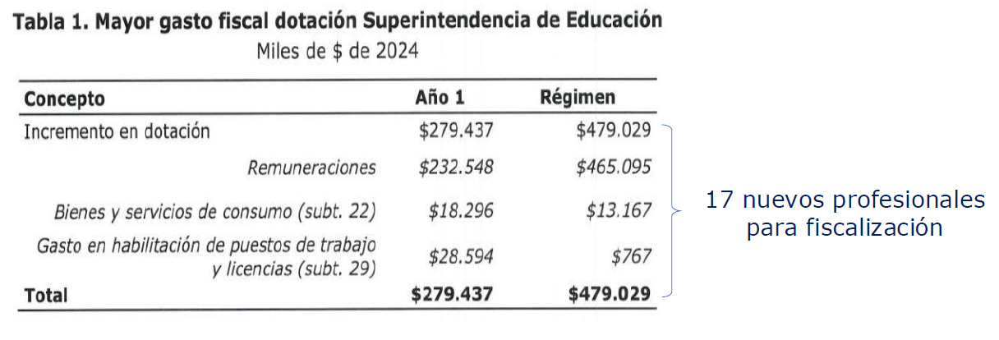 Tabla 1. Mayor gasto fiscal dotación Superintendencia de Educación
Miles de $ de 2024
Concepto Año 1 Régimen
Incremento en dotación $279.437 $479.029
Remuneraciones $232.548 $465.095
Bienes y servicios de consumo (subt. 22) $18.296 $13.167
Gasto en habilitación de puestos de trabajo
y licencias (subt. 29) $28.594 $767
Total $279.437 $479.029
17 nuevos profesionales
para fiscalización